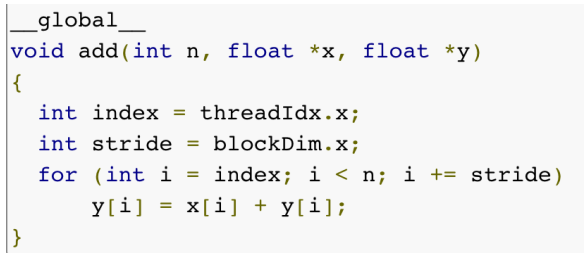 __global__
void add(int n, float *x, float *y)
{
  int index = threadIdx.x;
  int stride = blockDim.x;
  for (int i = index; i < n; i += stride)
      y[i] = x[i] + y[i];
}